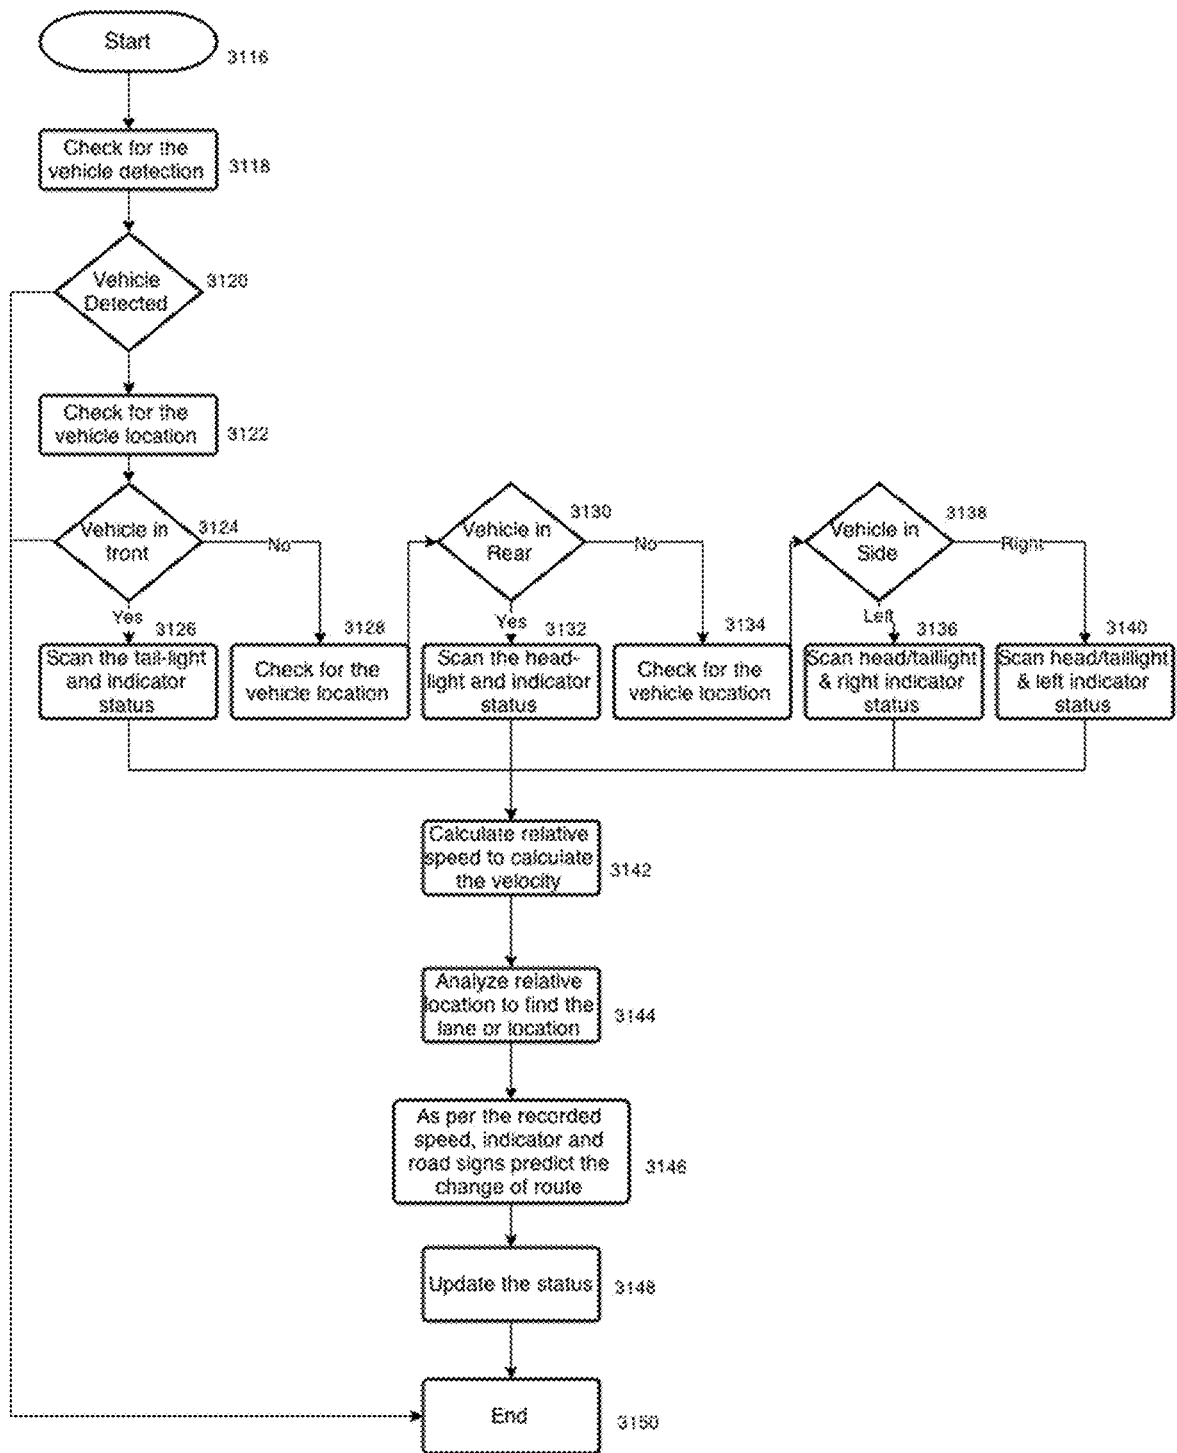 Start
3116
Check for the
vehicle detection
3118
Vehicle
Detected
3120
Check for the
vehicle location
3122
Vehicle in
front
3124
No
Yes
Vehicle in
Rear
3130
No
Yes
Vehicle in
Side
3138
Right
Left
3126
Scan the tail-light
and indicator
status
3128
Check for the
vehicle location
3132
Scan the head-
light and indicator
status
3134
Check for the
vehicle location
3136
Scan head/taillight
& right indicator
status
3140
Scan head/taillight
& left indicator
status
Calculate relative
speed to calculate
the velocity
3142
Analyze relative
location to find the
lane or location
3144
As per the recorded
speed, indicator and
road signs predict the
change of route
3146
Update the status
3148
End
3150